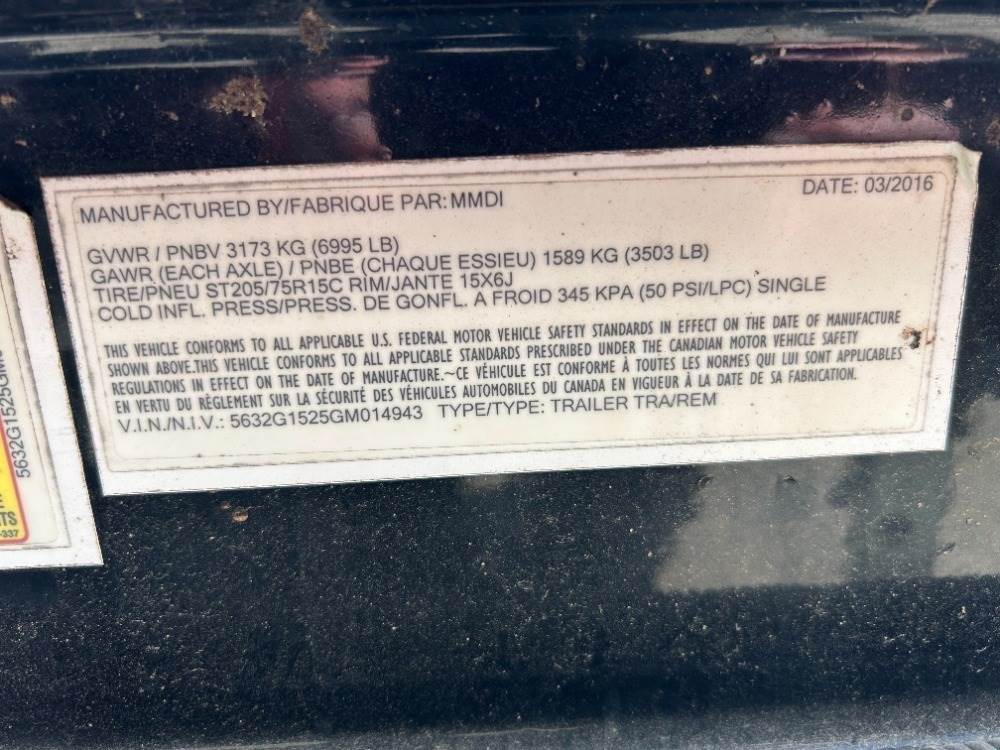 MANUFACTURED BY/FABRIQUE PAR: MMDI
DATE: 03/2016
GVWR / PNBV 3173 KG (6995 LB)
GAWR (EACH AXLE) / PNBE (CHAQUE ESSIEU) 1589 KG (3503 LB)
TIRE/PNEU ST205/75R15C RIM/JANTE 15X6J
COLD INFL. PRESS/PRESS. DE GONFL. A FROID 345 KPA (50 PSI/LPC) SINGLE
THIS VEHICLE CONFORMS TO ALL APPLICABLE U.S. FEDERAL MOTOR VEHICLE SAFETY STANDARDS IN EFFECT ON THE DATE OF MANUFACTURE
SHOWN ABOVE.THIS VEHICLE CONFORMS TO ALL APPLICABLE STANDARDS PRESCRIBED UNDER THE CANADIAN MOTOR VEHICLE SAFETY
REGULATIONS IN EFFECT ON THE DATE OF MANUFACTURE.~CE VÉHICULE EST CONFORME À TOUTES LES NORMES QUI LUI SONT APPLICABLES
EN VERTU DU RÈGLEMENT SUR LA SÉCURITÉ DES VÉHICULES AUTOMOBILES DU CANADA EN VIGUEUR À LA DATE DE SA FABRICATION.
V.I.N./N.I.V.: 5632G1525GM014943 TYPE/TYPE: TRAILER TRA/REM
5632G1525GM0
TS
-337